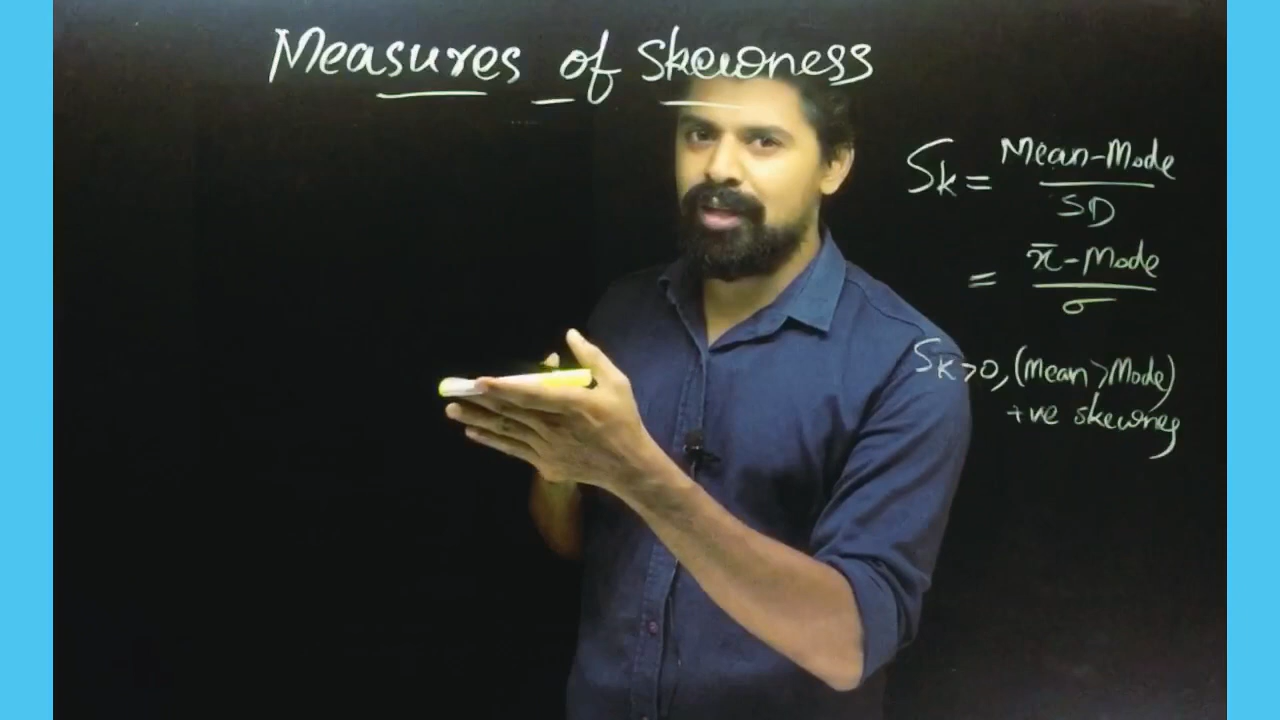 Measures of Skewness
Sk = Mean-Mode
SD
= x̄-Mode
σ
Sk>0, (Mean>Mode)
+ve skewness